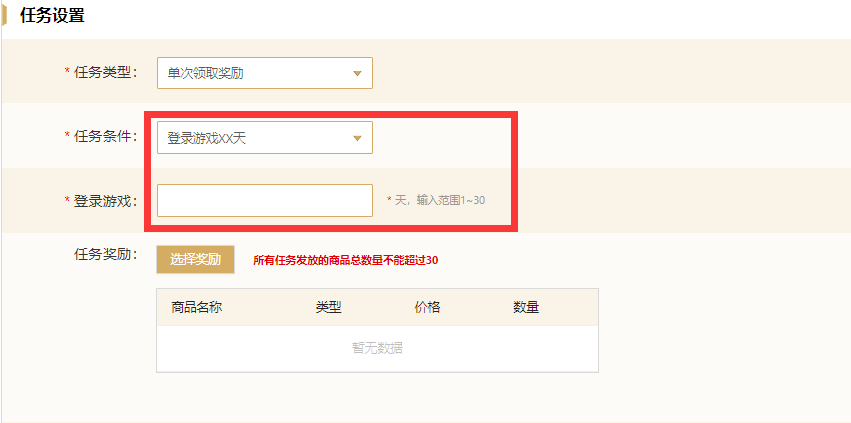 任务设置
* 任务类型： 单次领取奖励
* 任务条件： 登录游戏XX天
* 登录游戏： * 天，输入范围1~30
任务奖励： 选择奖励 所有任务发放的商品总数量不能超过30
商品名称 类型 价格 数量
暂无数据